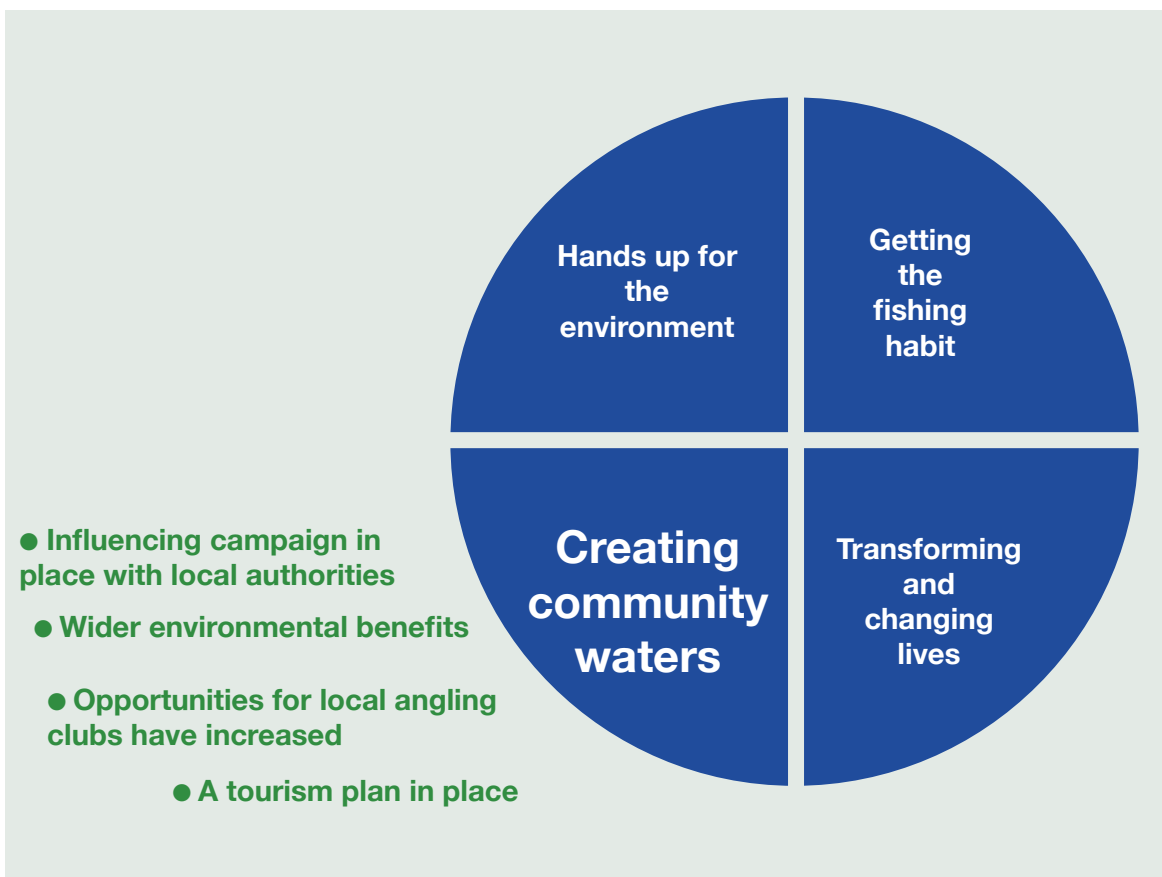 Hands up for
the
environment
Getting
the
fishing
habit
Creating
community
waters
Transforming
and
changing
lives
● Influencing campaign in
place with local authorities
● Wider environmental benefits
● Opportunities for local angling
clubs have increased
● A tourism plan in place